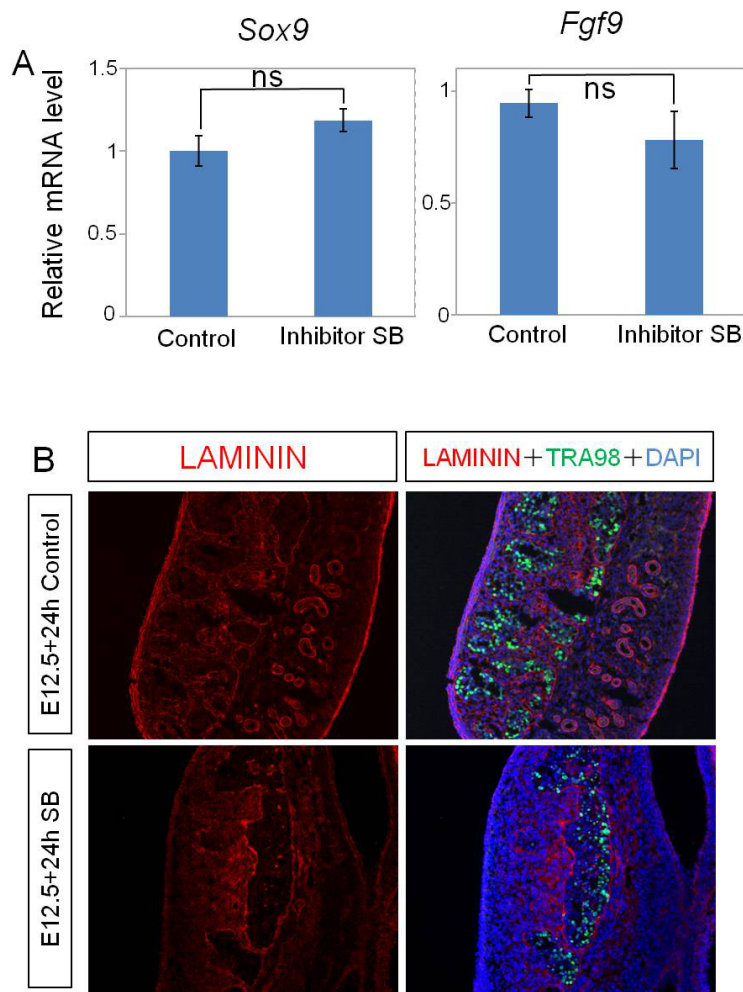 Sox9
Fgf9
A
Relative mRNA level
1.5
1
0.5
0
ns
Control
Inhibitor SB
1
0.5
0
ns
Control
Inhibitor SB
B
LAMININ
LAMININ+TRA98+DAPI
E12.5+24h Control
E12.5+24h SB